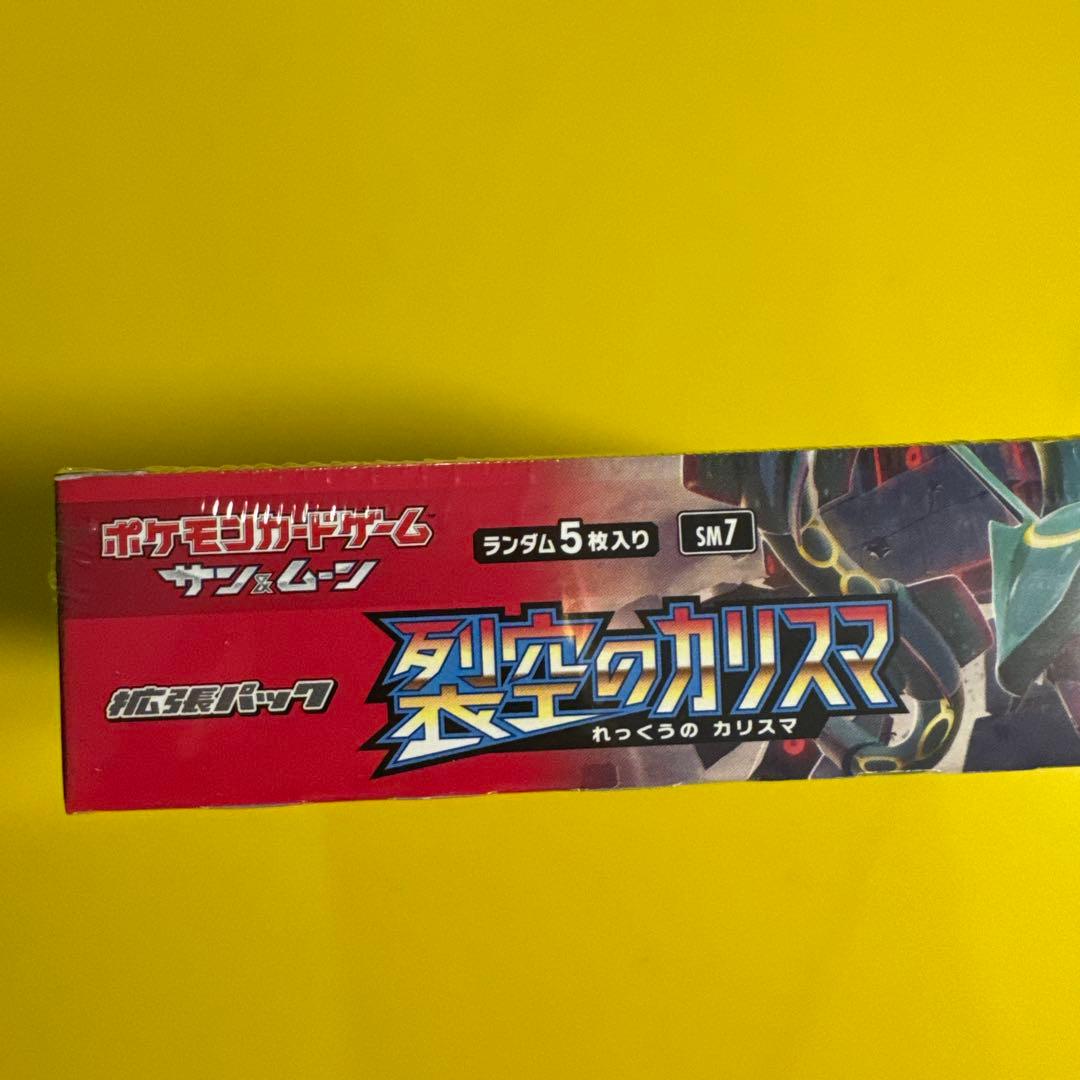 ポケモンカードゲーム™
サン&ムーン
ランダム5枚入り
SM7
拡張パック
裂空のカリスマ
れっくうの カリスマ